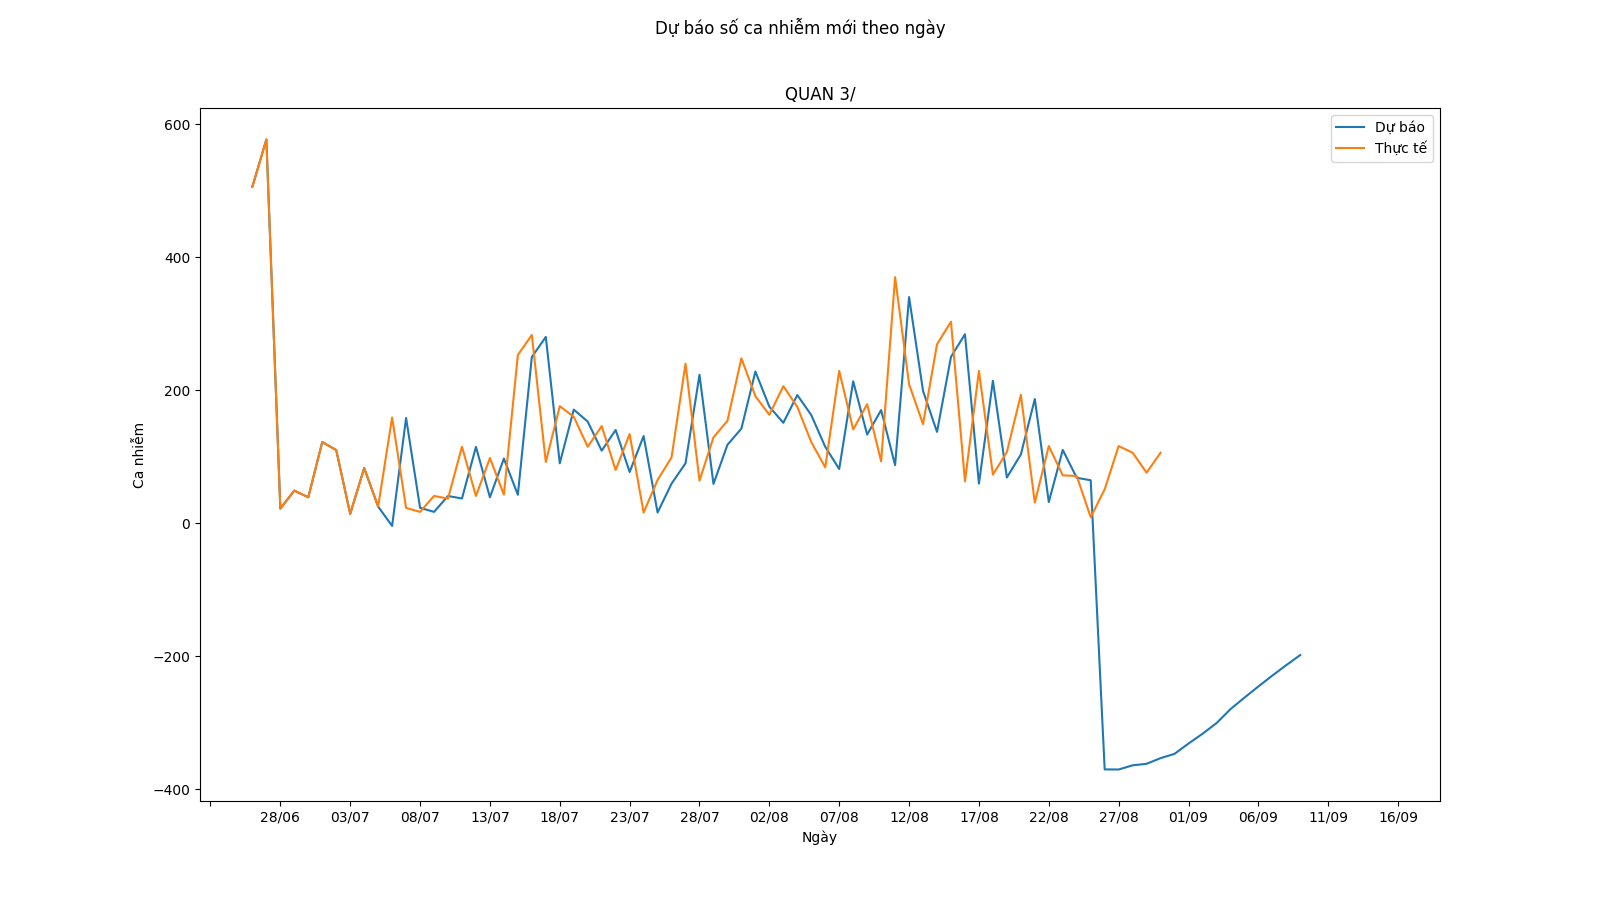 Dự báo số ca nhiễm mới theo ngày
QUAN 3/
Dự báo
Thực tế
600
400
200
0
−200
−400
Ca nhiễm
28/06 03/07 08/07 13/07 18/07 23/07 28/07 02/08 07/08 12/08 17/08 22/08 27/08 01/09 06/09 11/09 16/09
Ngày